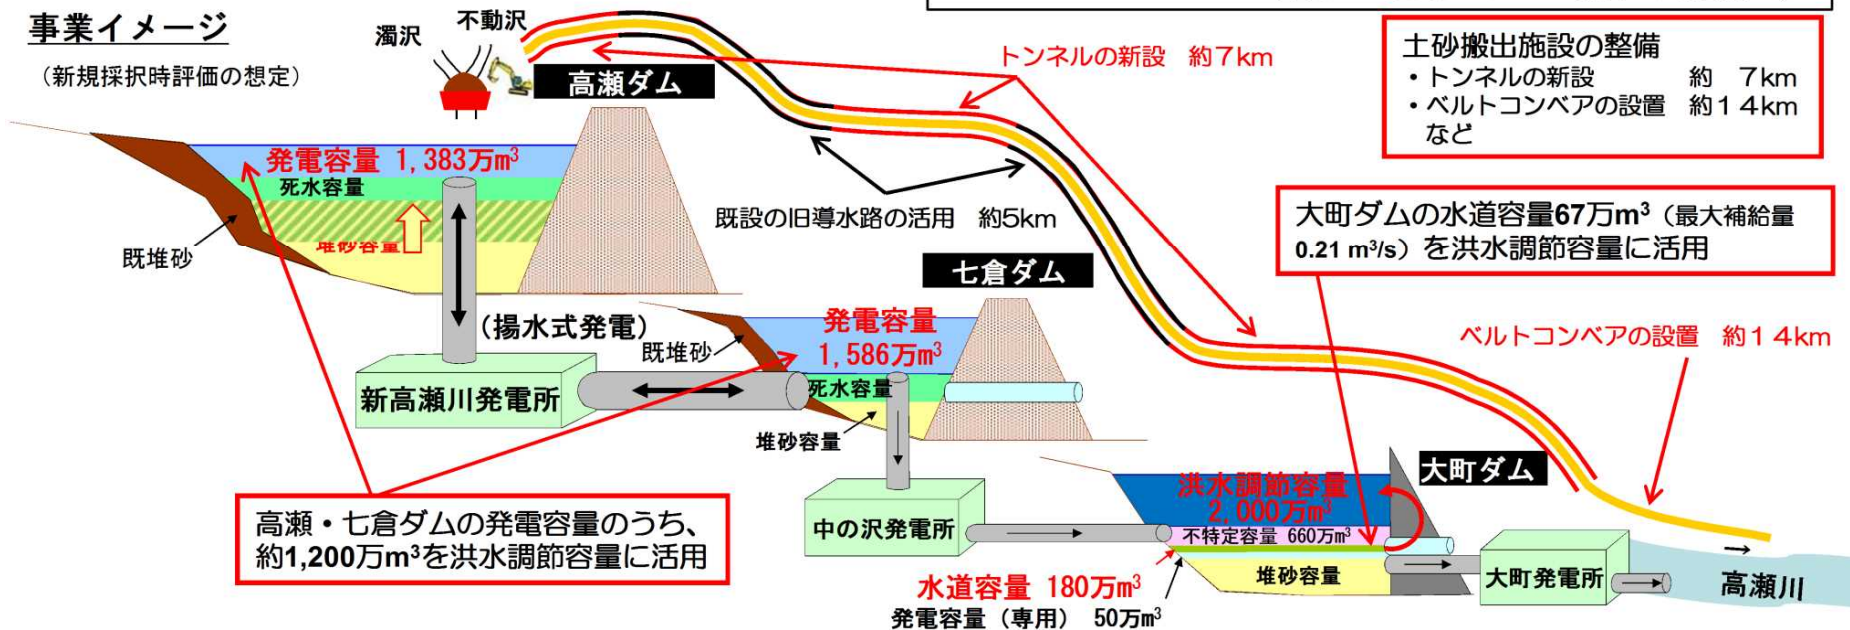 事業イメージ
（新規採択時評価の想定）
濁沢
不動沢
高瀬ダム
トンネルの新設 約７km
土砂搬出施設の整備
・トンネルの新設 約 7km
・ベルトコンベアの設置 約１４km
など
発電容量 1,383万m³
死水容量
堆砂容量
既堆砂
既設の旧導水路の活用 約5km
大町ダムの水道容量67万m³（最大補給量
0.21 m³/s）を洪水調節容量に活用
七倉ダム
（揚水式発電）
発電容量
1,586万m³
既堆砂
死水容量
堆砂容量
新高瀬川発電所
ベルトコンベアの設置 約１４km
高瀬・七倉ダムの発電容量のうち、
約1,200万m³を洪水調節容量に活用
中の沢発電所
大町ダム
洪水調節容量
2,000万m³
不特定容量 660万m³
堆砂容量
水道容量 180万m³
発電容量（専用） 50万m³
大町発電所
高瀬川